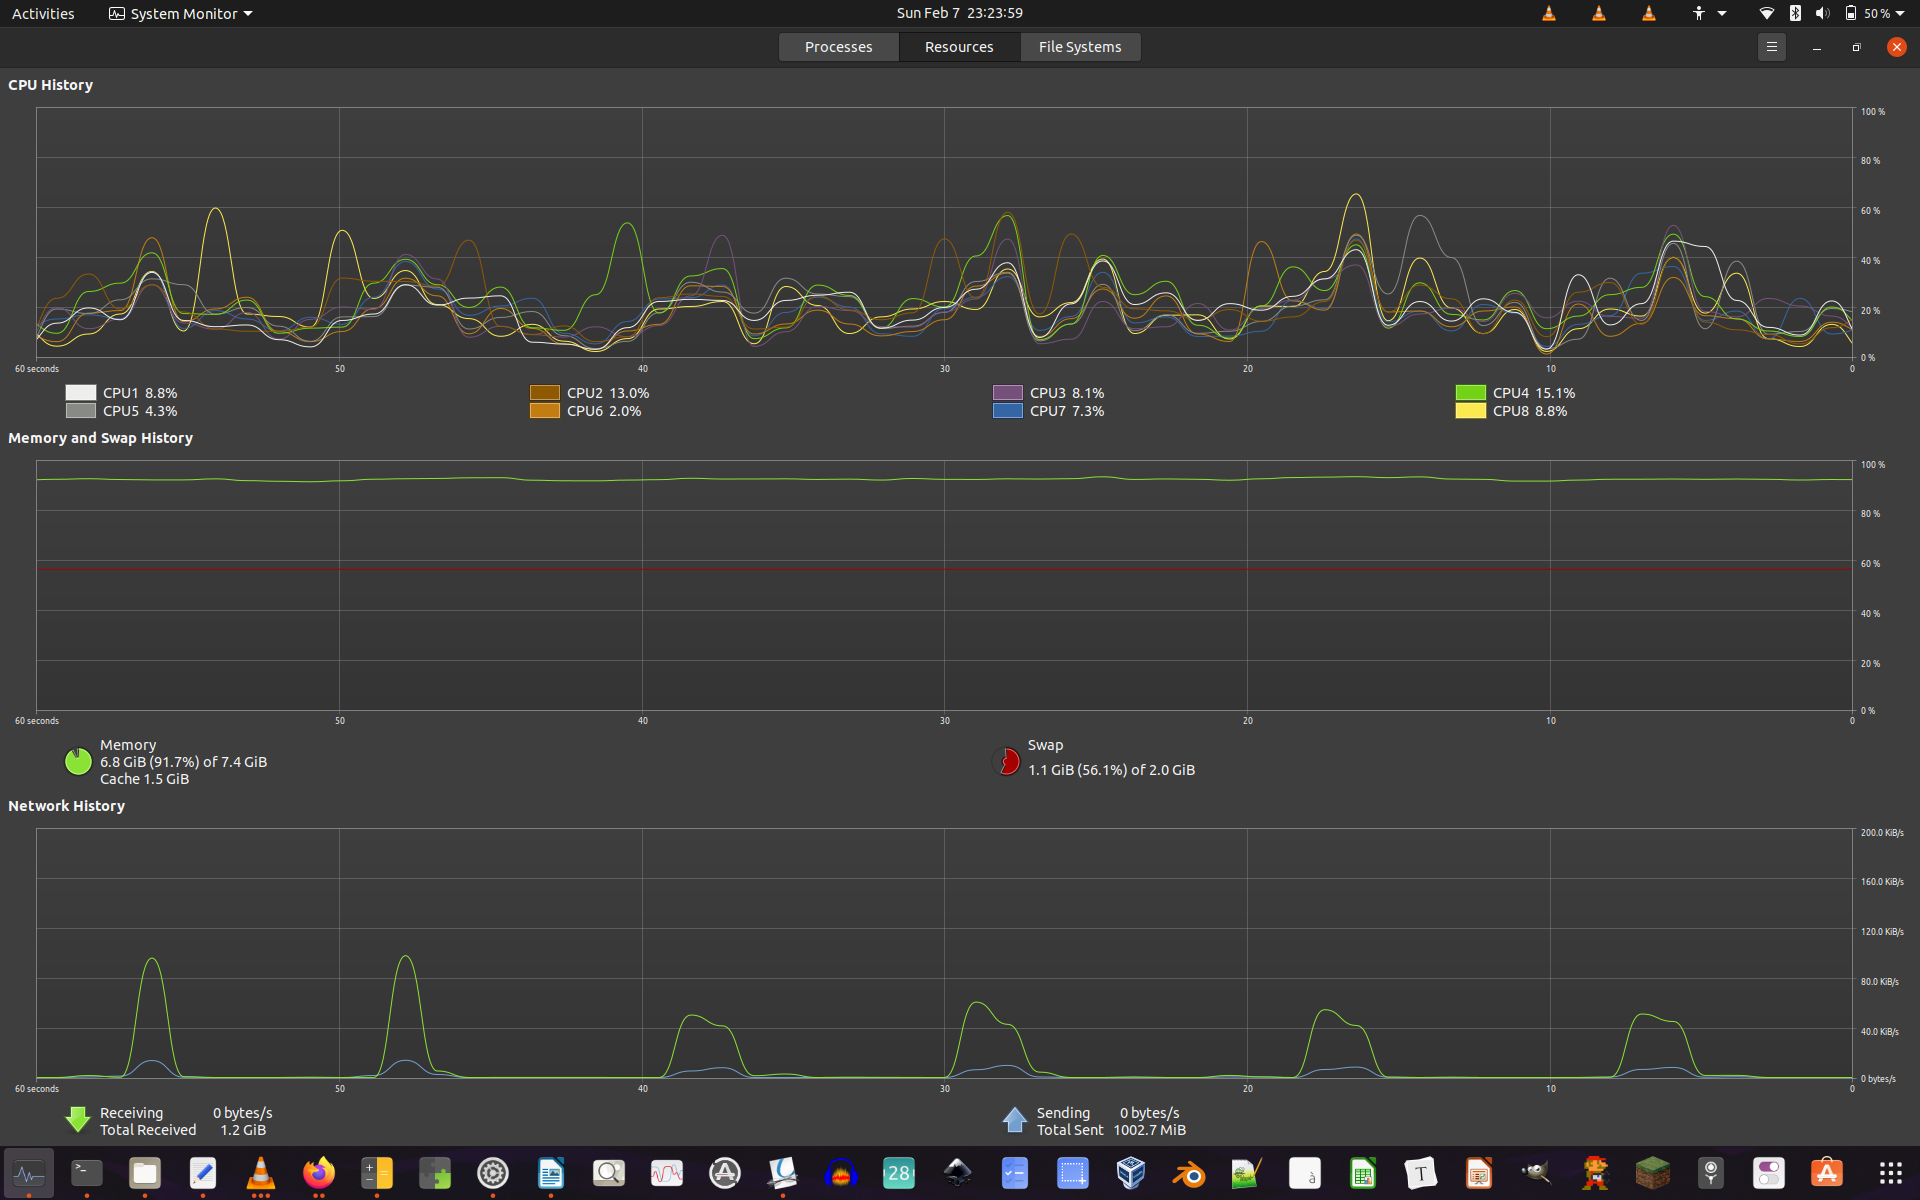 Activities System Monitor Sun Feb 7 23:23:59 50 %
Processes Resources File Systems
CPU History
100 %
80 %
60 %
40 %
20 %
0 %
60 seconds 50 40 30 20 10 0
CPU1 8.8% CPU2 13.0% CPU3 8.1% CPU4 15.1%
CPU5 4.3% CPU6 2.0% CPU7 7.3% CPU8 8.8%
Memory and Swap History
100 %
80 %
60 %
40 %
20 %
0 %
60 seconds 50 40 30 20 10 0
Memory Swap
6.8 GiB (91.7%) of 7.4 GiB 1.1 GiB (56.1%) of 2.0 GiB
Cache 1.5 GiB
Network History
200.0 KiB/s
160.0 KiB/s
120.0 KiB/s
80.0 KiB/s
40.0 KiB/s
0 bytes/s
60 seconds 50 40 30 20 10 0
Receiving 0 bytes/s Sending 0 bytes/s
Total Received 1.2 GiB Total Sent 1002.7 MiB
>_ 28 à T